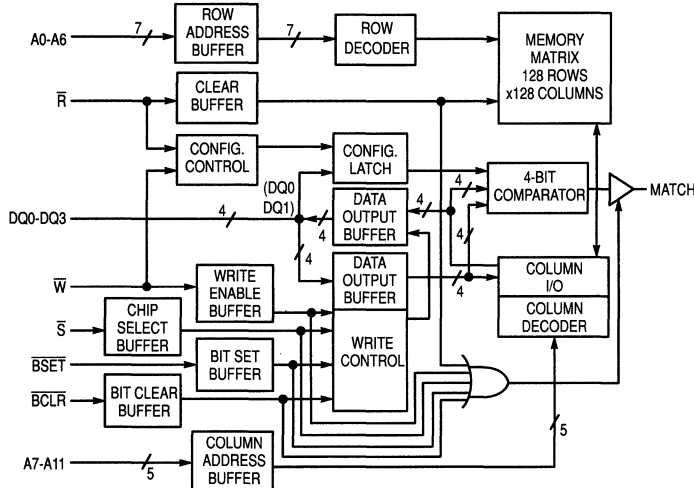 A0-A6
7
ROW
ADDRESS
BUFFER
7
ROW
DECODER
MEMORY
MATRIX
128 ROWS
x128 COLUMNS
R̅
CLEAR
BUFFER
CONFIG.
CONTROL
CONFIG.
LATCH
4-BIT
COMPARATOR
MATCH
(DQ0
DQ1)
DQ0-DQ3
4
4
DATA
OUTPUT
BUFFER
4
4
4
4
DATA
OUTPUT
BUFFER
4
COLUMN
I/O
COLUMN
DECODER
W̅
WRITE
ENABLE
BUFFER
WRITE
CONTROL
S̅
CHIP
SELECT
BUFFER
B̅S̅E̅T̅
BIT SET
BUFFER
B̅C̅L̅R̅
BIT CLEAR
BUFFER
5
A7-A11
5
COLUMN
ADDRESS
BUFFER